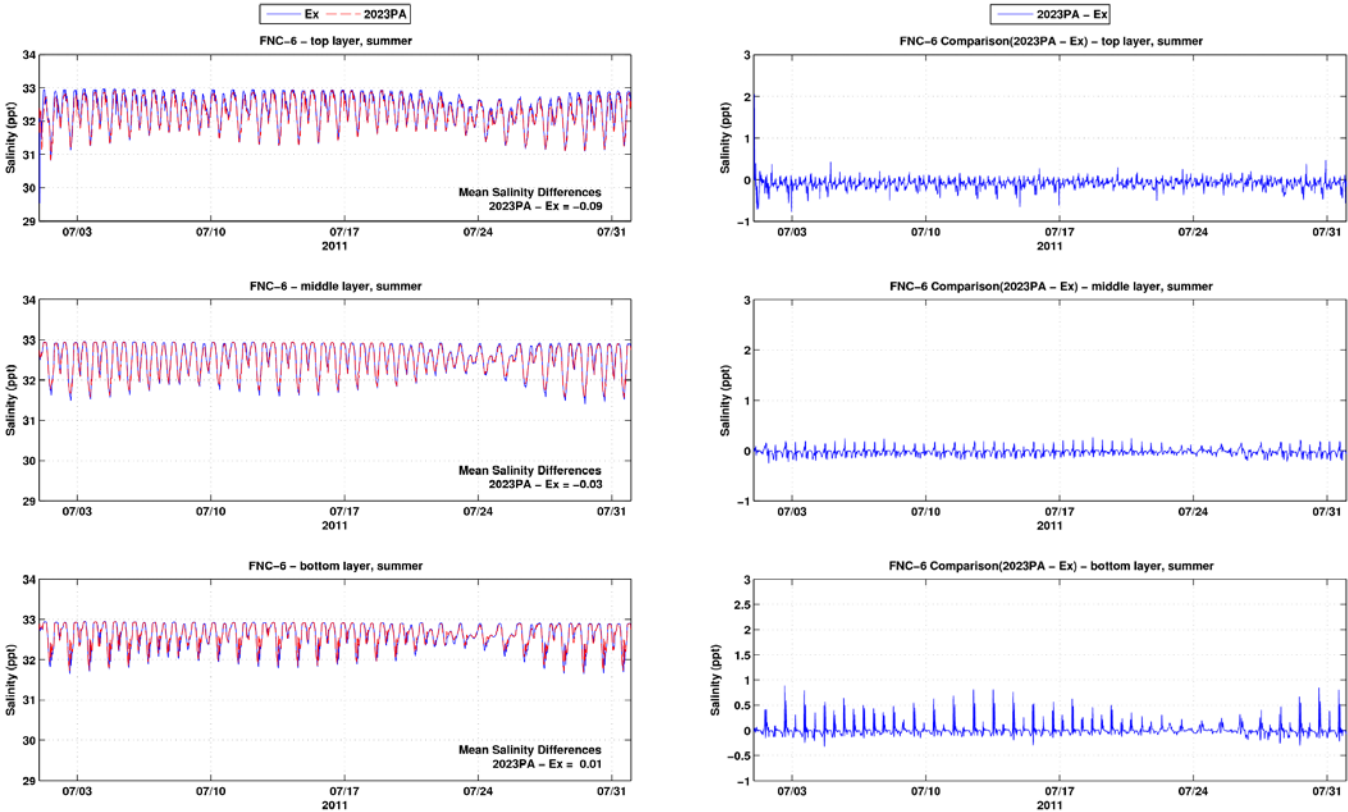 Ex 2023PA
FNC-6 - top layer, summer
34
33
32
31
30
29
Salinity (ppt)
Mean Salinity Differences
2023PA - Ex = -0.09
07/03 07/10 07/17 07/24 07/31
2011
2023PA - Ex
FNC-6 Comparison(2023PA - Ex) - top layer, summer
3
2
1
0
-1
Salinity (ppt)
07/03 07/10 07/17 07/24 07/31
2011
FNC-6 - middle layer, summer
34
33
32
31
30
29
Salinity (ppt)
Mean Salinity Differences
2023PA - Ex = -0.03
07/03 07/10 07/17 07/24 07/31
2011
FNC-6 Comparison(2023PA - Ex) - middle layer, summer
3
2
1
0
-1
Salinity (ppt)
07/03 07/10 07/17 07/24 07/31
2011
FNC-6 - bottom layer, summer
34
33
32
31
30
29
Salinity (ppt)
Mean Salinity Differences
2023PA - Ex = 0.01
07/03 07/10 07/17 07/24 07/31
2011
FNC-6 Comparison(2023PA - Ex) - bottom layer, summer
3
2.5
2
1.5
1
0.5
0
-0.5
-1
Salinity (ppt)
07/03 07/10 07/17 07/24 07/31
2011